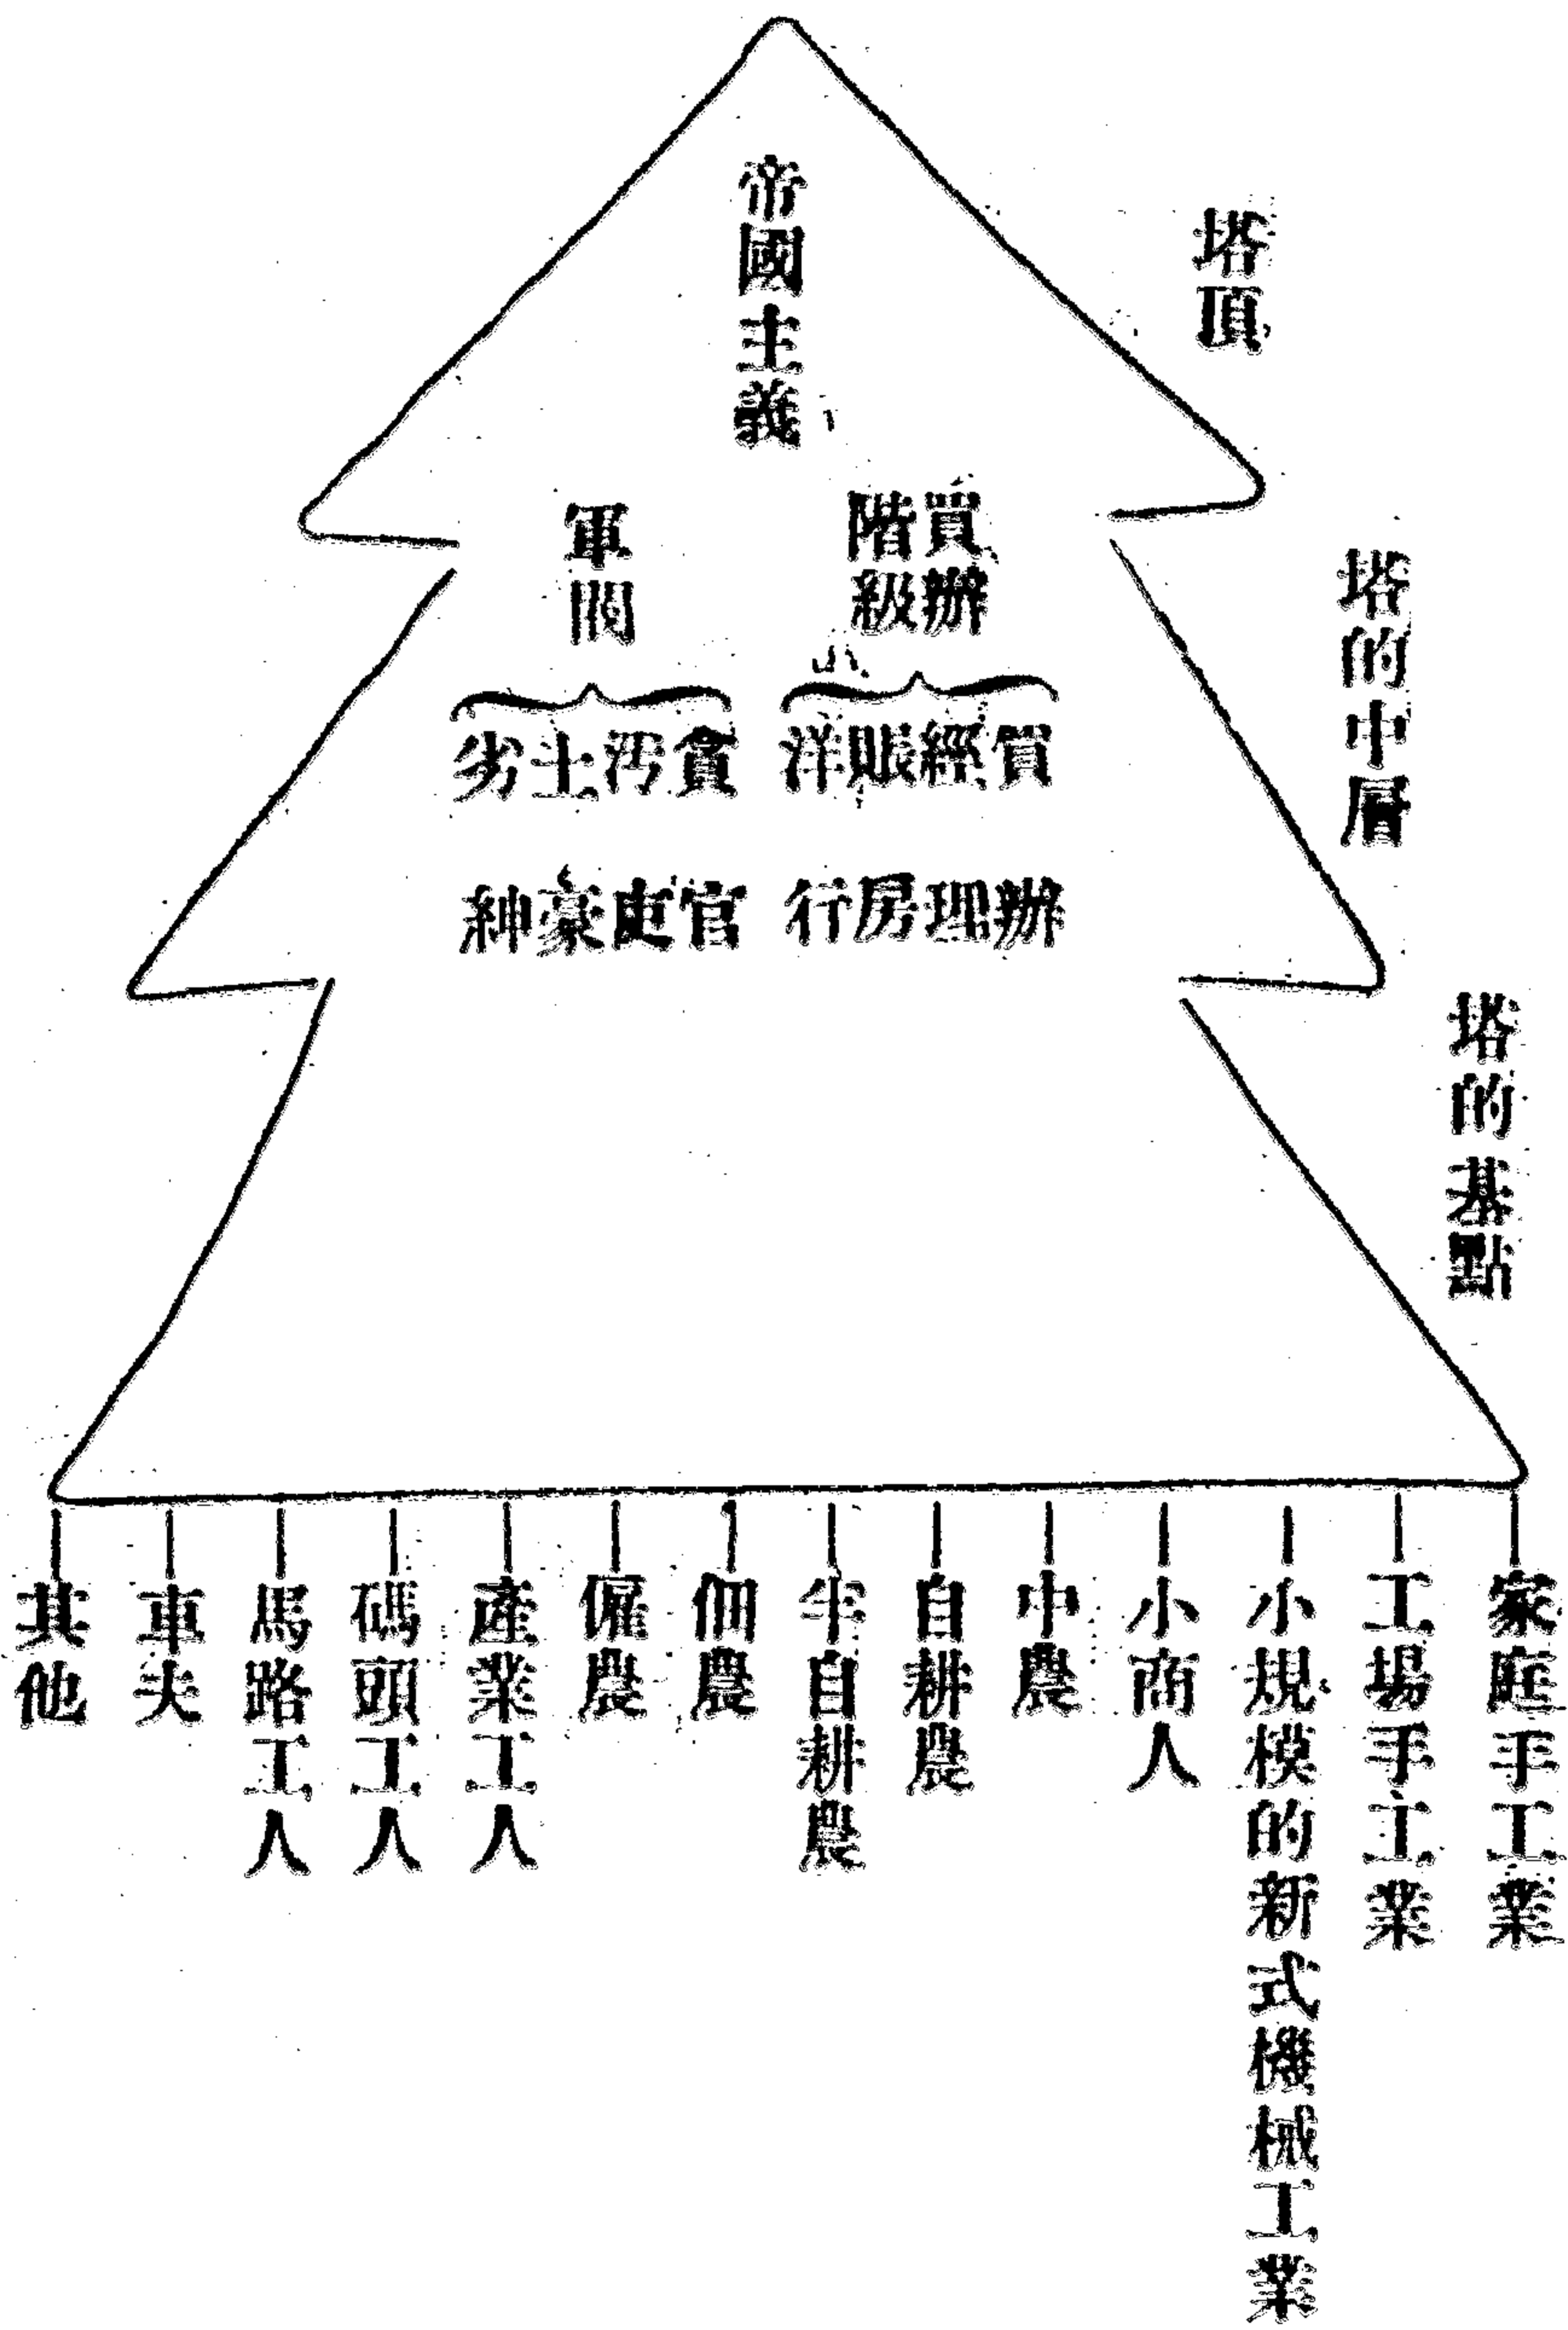 塔頂
帝國主義
塔的中層
買辦
階級
買辦
經理
賬房
洋行
軍閥
貪官
汚吏
土豪
劣紳
塔的基點
家庭手工業
工場手工業
小規模的新式機械工業
小商人
中農
自耕農
半自耕農
佃農
僱農
產業工人
碼頭工人
馬路工人
車夫
其他